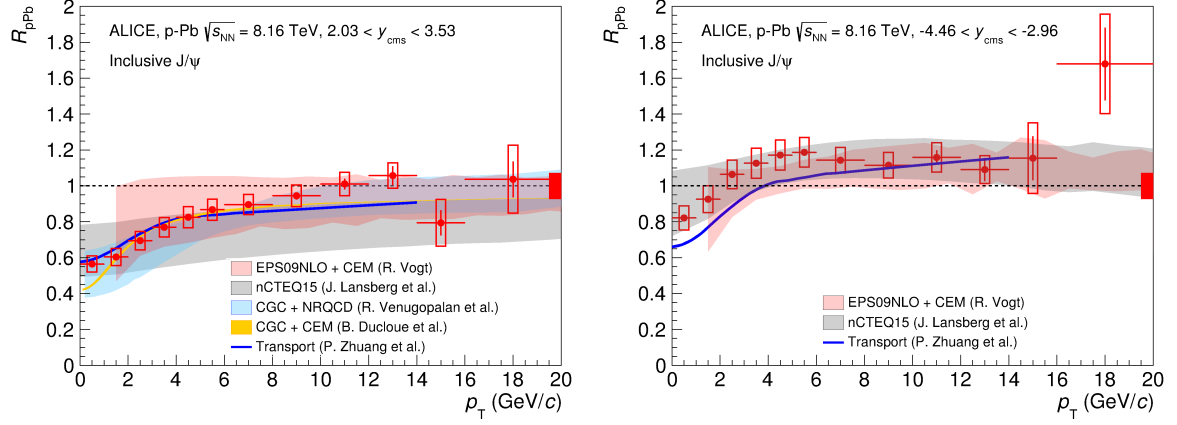 R_pPb
2
1.8
1.6
1.4
1.2
1
0.8
0.6
0.4
0.2
0
ALICE, p-Pb √s_NN = 8.16 TeV, 2.03 < y_cms < 3.53
Inclusive J/ψ
EPS09NLO + CEM (R. Vogt)
nCTEQ15 (J. Lansberg et al.)
CGC + NRQCD (R. Venugopalan et al.)
CGC + CEM (B. Ducloue et al.)
Transport (P. Zhuang et al.)
0 2 4 6 8 10 12 14 16 18 20
p_T (GeV/c)
R_pPb
2
1.8
1.6
1.4
1.2
1
0.8
0.6
0.4
0.2
0
ALICE, p-Pb √s_NN = 8.16 TeV, -4.46 < y_cms < -2.96
Inclusive J/ψ
EPS09NLO + CEM (R. Vogt)
nCTEQ15 (J. Lansberg et al.)
Transport (P. Zhuang et al.)
0 2 4 6 8 10 12 14 16 18 20
p_T (GeV/c)